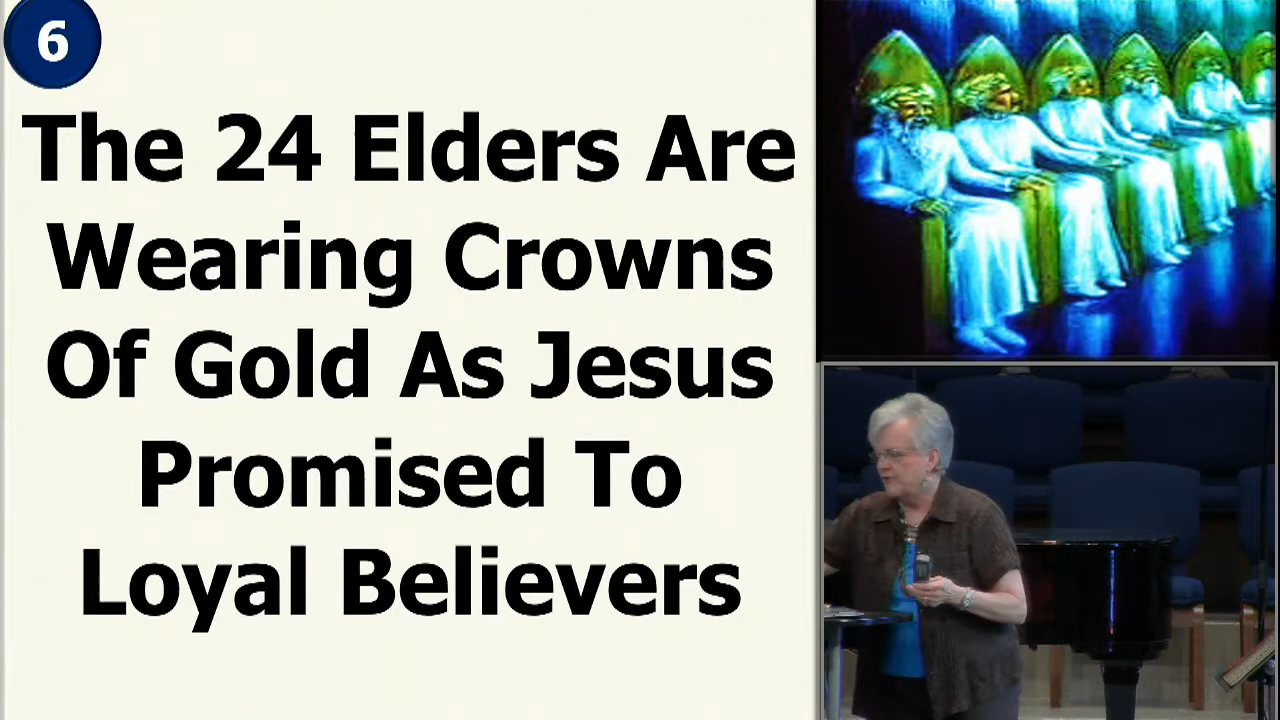 6
The 24 Elders Are
Wearing Crowns
Of Gold As Jesus
Promised To
Loyal Believers